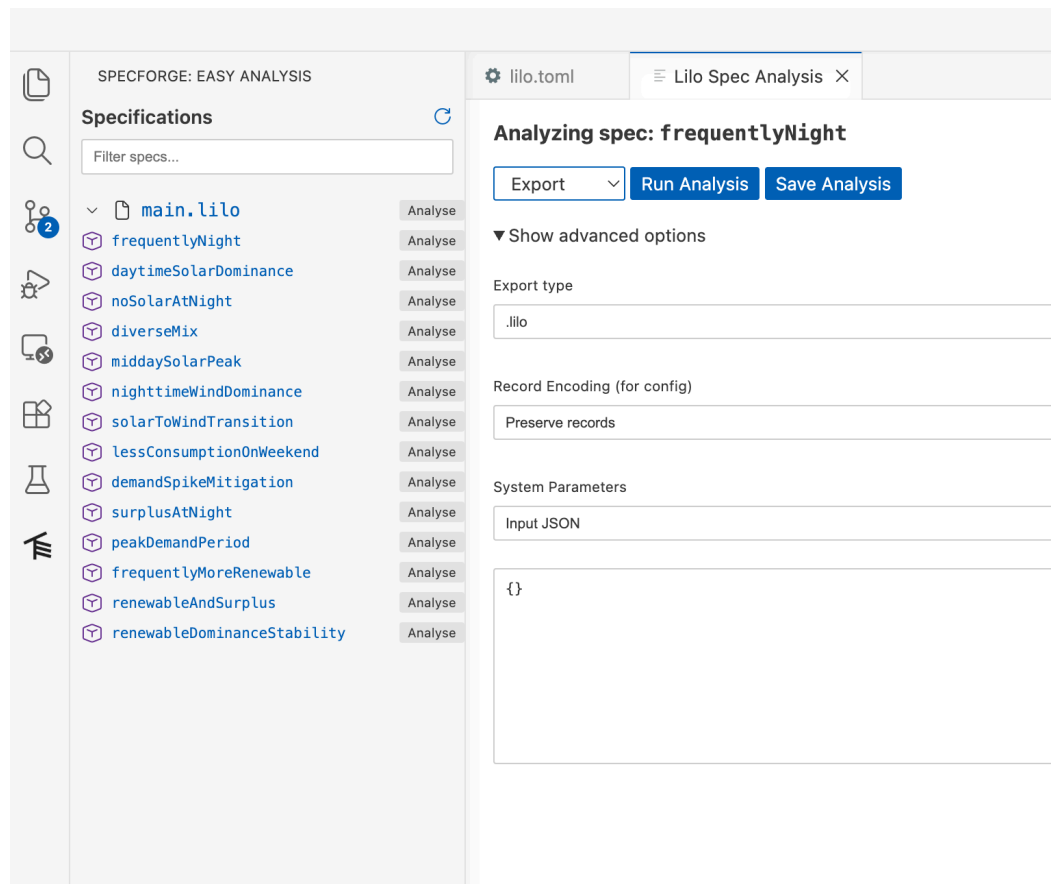 SPECFORGE: EASY ANALYSIS
Specifications
Filter specs...
main.lilo Analyse
frequentlyNight Analyse
daytimeSolarDominance Analyse
noSolarAtNight Analyse
diverseMix Analyse
middaySolarPeak Analyse
nighttimeWindDominance Analyse
solarToWindTransition Analyse
lessConsumptionOnWeekend Analyse
demandSpikeMitigation Analyse
surplusAtNight Analyse
peakDemandPeriod Analyse
frequentlyMoreRenewable Analyse
renewableAndSurplus Analyse
renewableDominanceStability Analyse
2
lilo.toml
Lilo Spec Analysis
Analyzing spec: frequentlyNight
Export Run Analysis Save Analysis
Show advanced options
Export type
.lilo
Record Encoding (for config)
Preserve records
System Parameters
Input JSON
{}